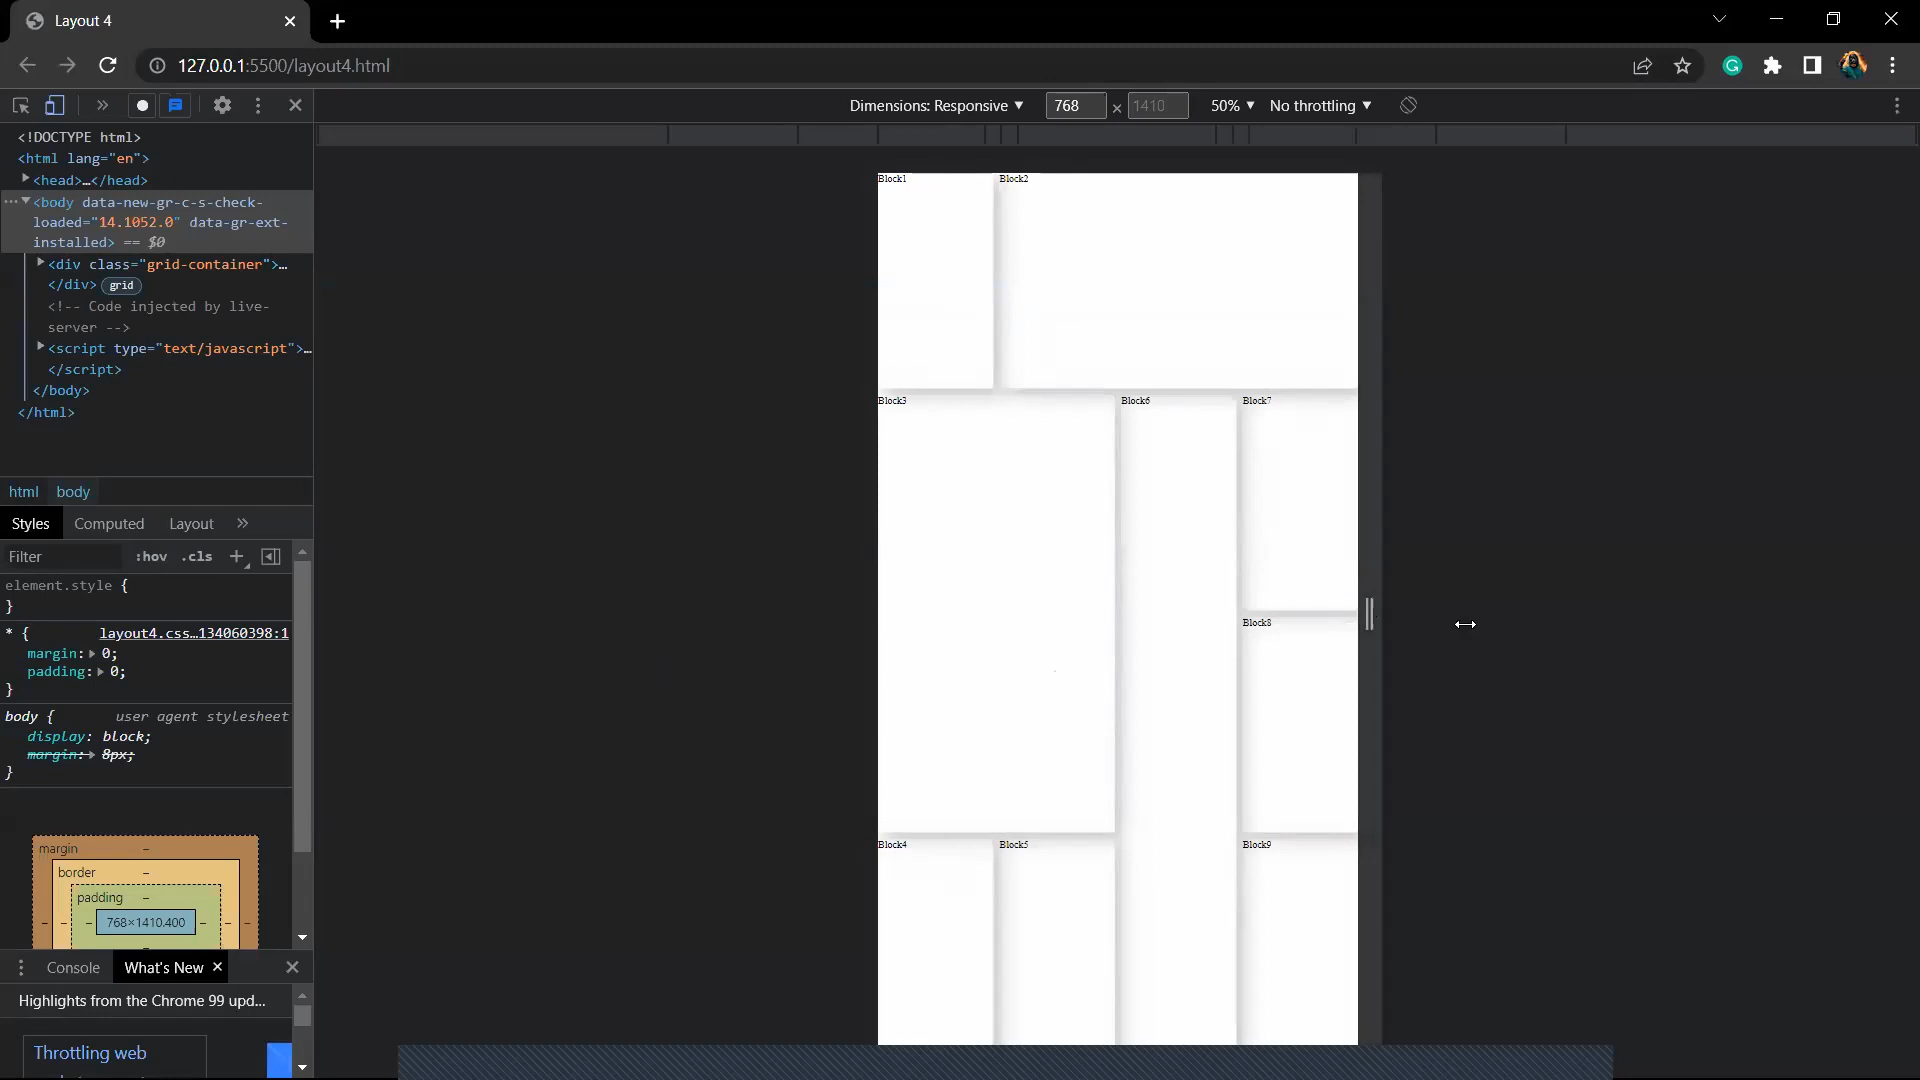 Layout 4
127.0.0.1:5500/layout4.html
Dimensions: Responsive 768 × 1410 50% No throttling
<!DOCTYPE html>
<html lang="en">
<head>…</head>
<body data-new-gr-c-s-check-
loaded="14.1052.0" data-gr-ext-
installed> == $0
<div class="grid-container">…
</div> grid
<!-- Code injected by live-
server -->
<script type="text/javascript">…
</script>
</body>
</html>
html body
Styles Computed Layout
Filter :hov .cls
element.style {
}
* { layout4.css…134060398:1
margin: 0;
padding: 0;
}
body { user agent stylesheet
display: block;
margin: 8px;
}
margin –
border –
padding –
– – – 768×1410.400 – – –
Console What's New
Highlights from the Chrome 99 upd...
Throttling web
Block1 Block2
Block3 Block6 Block7
Block8
Block4 Block5 Block9